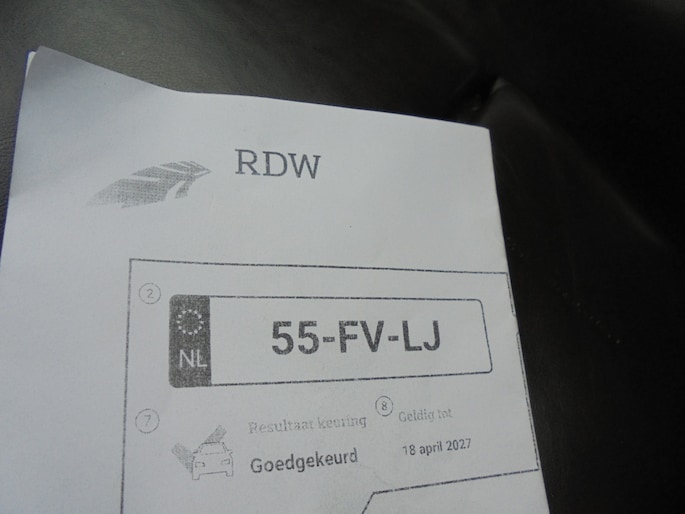 RDW
2
NL
55-FV-LJ
7
Resultaat keuring
8
Geldig tot
Goedgekeurd
18 april 2027